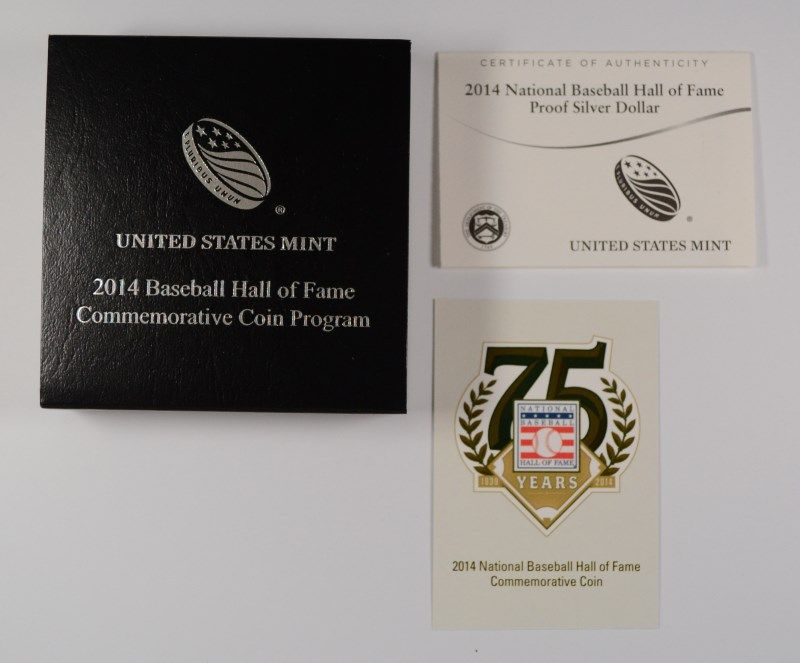 E PLURIBUS UNUM
®
UNITED STATES MINT
2014 Baseball Hall of Fame
Commemorative Coin Program
CERTIFICATE OF AUTHENTICITY
2014 National Baseball Hall of Fame
Proof Silver Dollar
E PLURIBUS UNUM
®
UNITED STATES MINT
75
NATIONAL
BASEBALL
HALL OF FAME
1939 YEARS 2014
2014 National Baseball Hall of Fame
Commemorative Coin